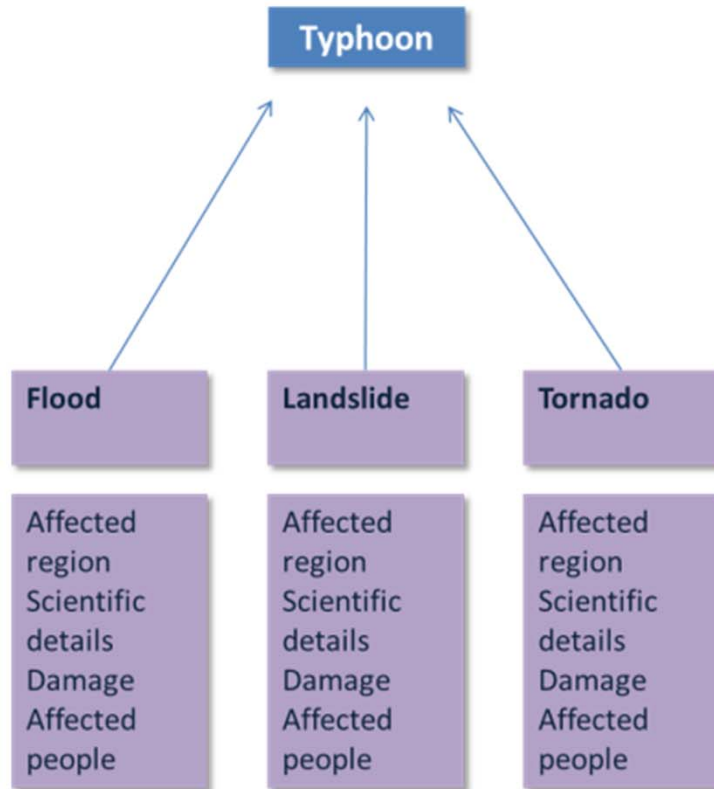 Typhoon
Flood
Landslide
Tornado
Affected
region
Scientific
details
Damage
Affected
people
Affected
region
Scientific
details
Damage
Affected
people
Affected
region
Scientific
details
Damage
Affected
people